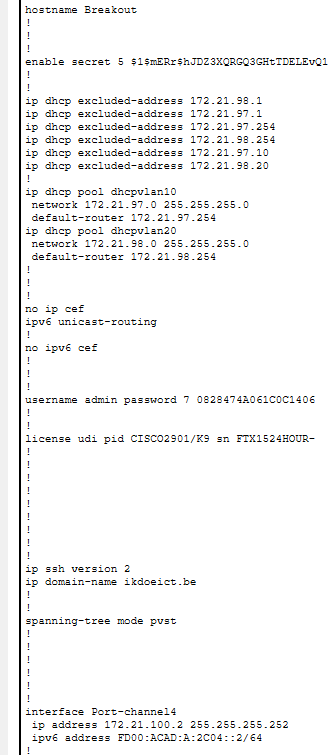 hostname Breakout
!
!
!
enable secret 5 $1$mERr$hJDZ3XQRGQ3GHtTDELEvQ1
!
!
ip dhcp excluded-address 172.21.98.1
ip dhcp excluded-address 172.21.97.1
ip dhcp excluded-address 172.21.97.254
ip dhcp excluded-address 172.21.98.254
ip dhcp excluded-address 172.21.97.10
ip dhcp excluded-address 172.21.98.20
!
ip dhcp pool dhcpvlan10
 network 172.21.97.0 255.255.255.0
 default-router 172.21.97.254
ip dhcp pool dhcpvlan20
 network 172.21.98.0 255.255.255.0
 default-router 172.21.98.254
!
!
!
no ip cef
ipv6 unicast-routing
!
no ipv6 cef
!
!
!
username admin password 7 0828474A061C0C1406
!
!
license udi pid CISCO2901/K9 sn FTX1524HOUR-
!
!
!
!
!
!
!
!
!
ip ssh version 2
ip domain-name ikdoeict.be
!
!
spanning-tree mode pvst
!
!
!
!
!
!
interface Port-channel4
 ip address 172.21.100.2 255.255.255.252
 ipv6 address FD00:ACAD:A:2C04::2/64
!